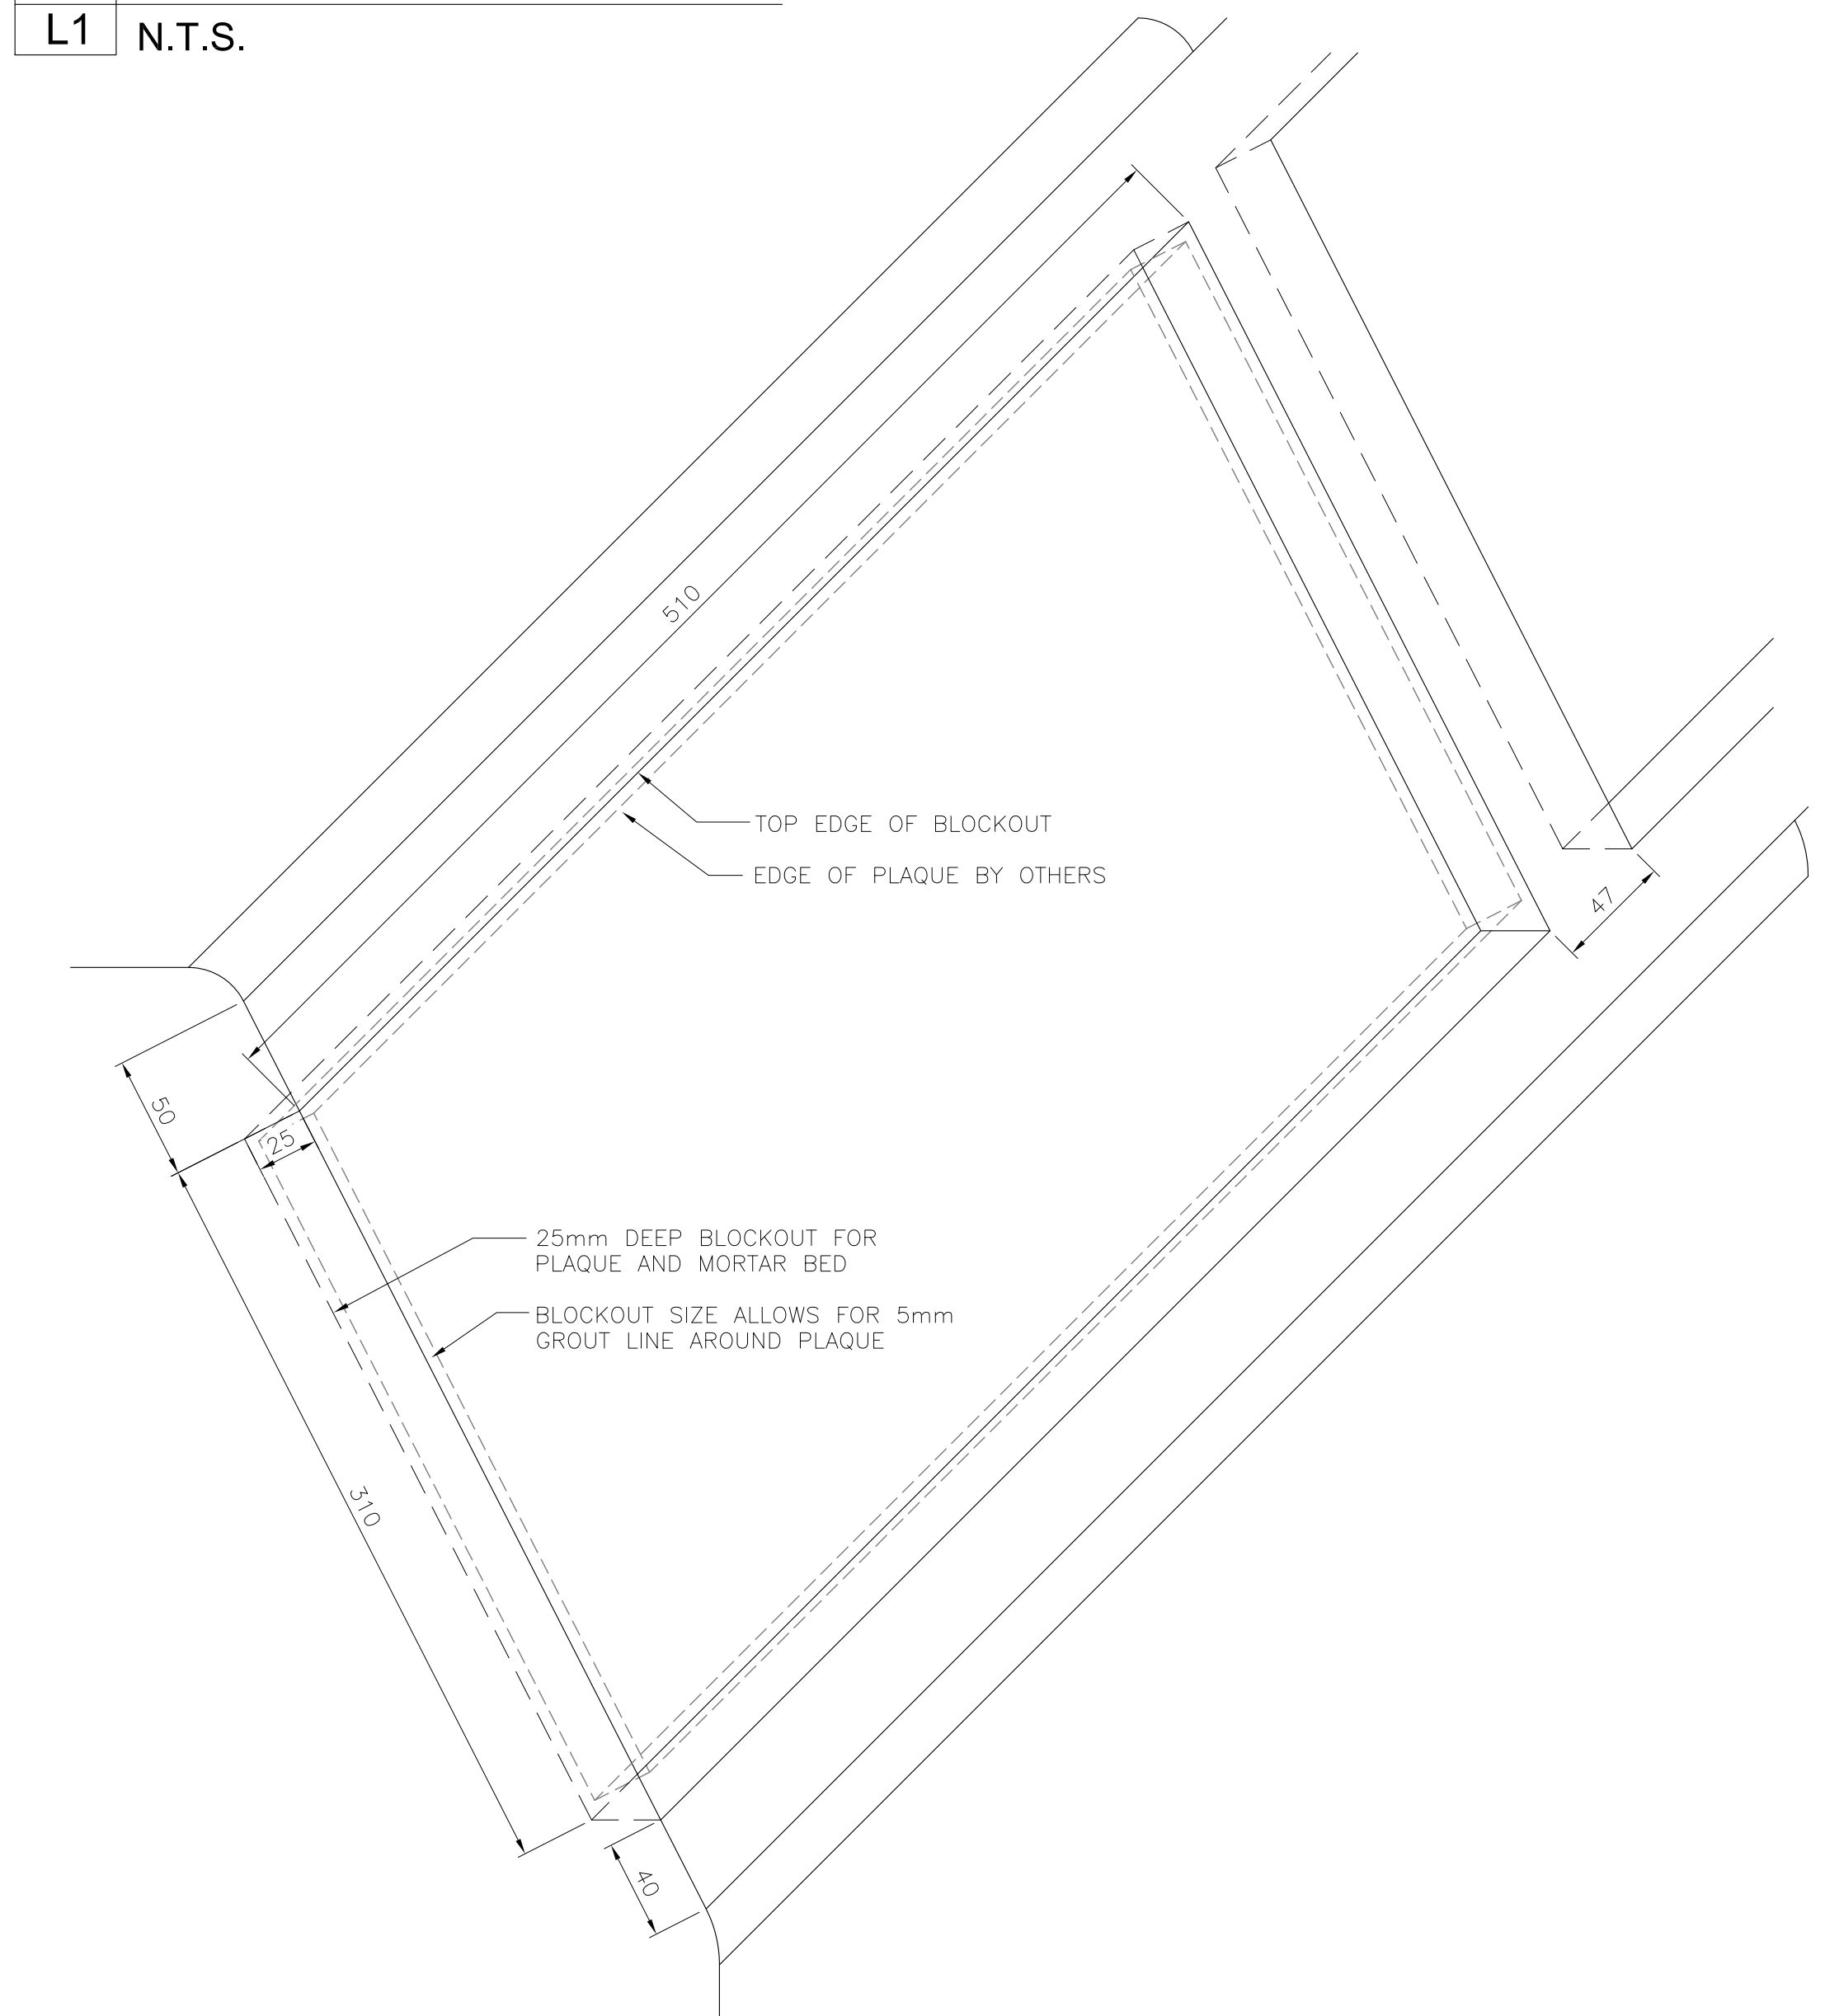 L1 N.T.S.
510
TOP EDGE OF BLOCKOUT
EDGE OF PLAQUE BY OTHERS
47
50
25
25mm DEEP BLOCKOUT FOR
PLAQUE AND MORTAR BED
BLOCKOUT SIZE ALLOWS FOR 5mm
GROUT LINE AROUND PLAQUE
310
40